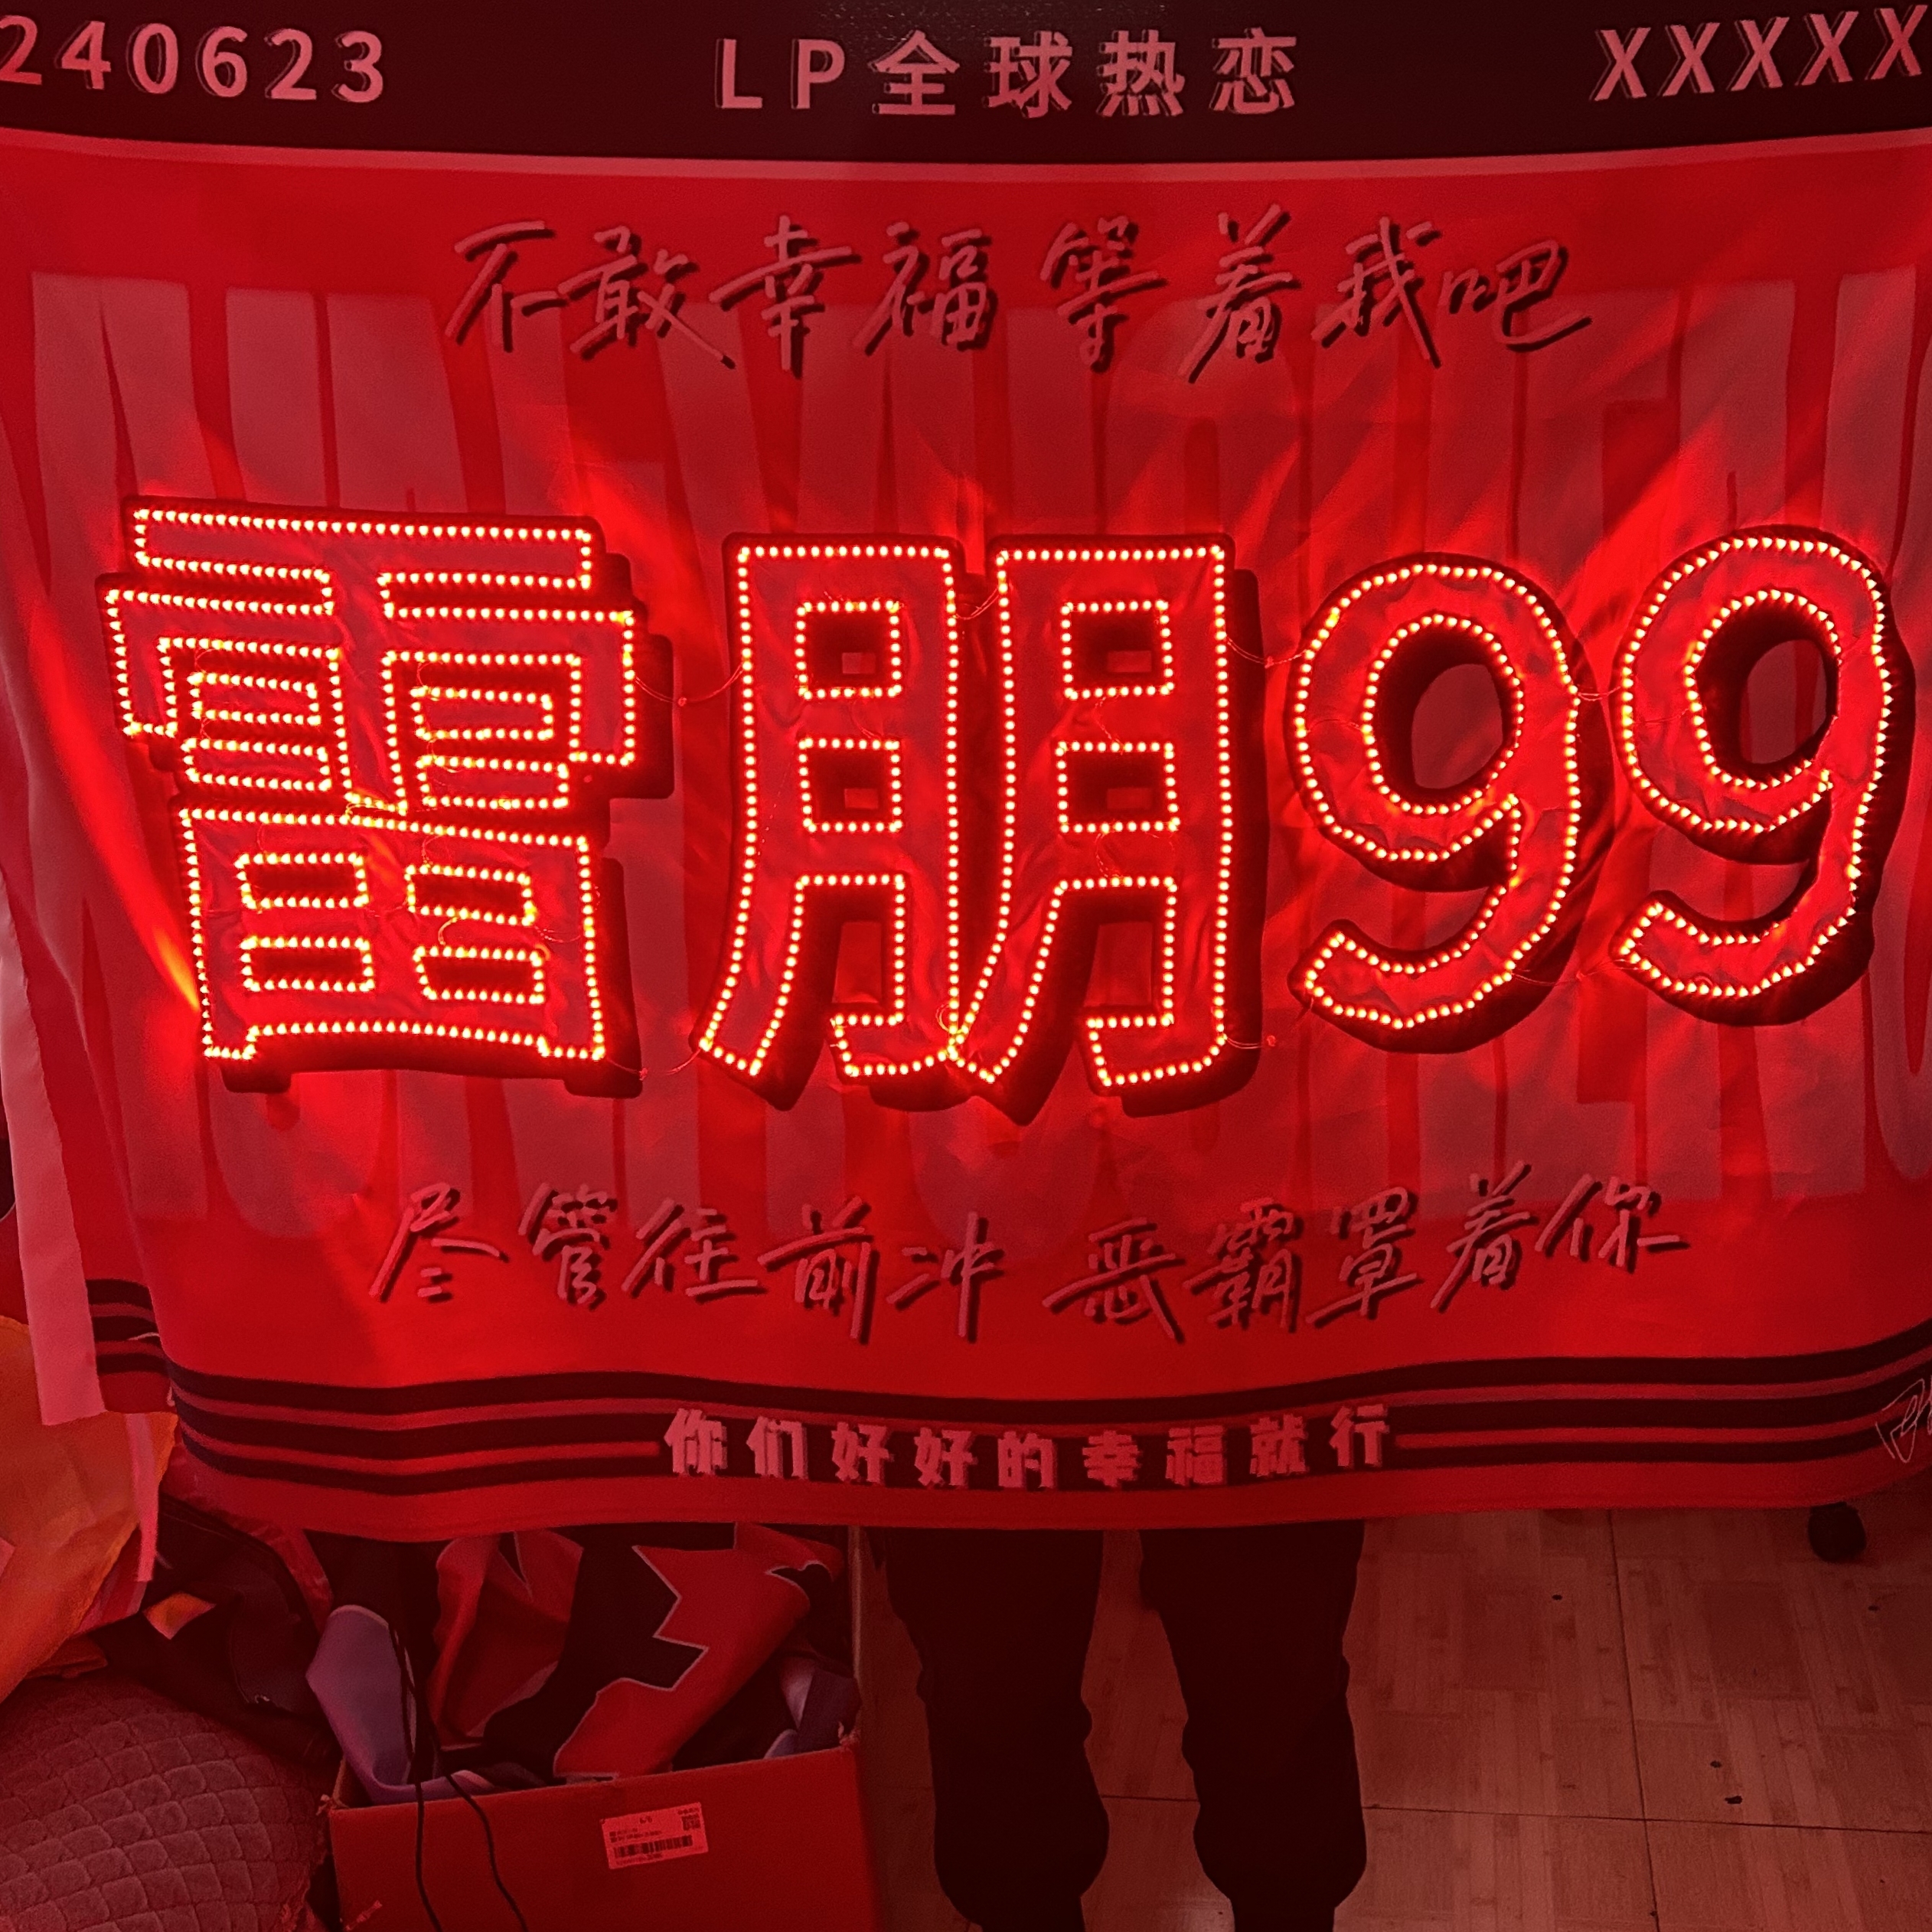 240623 LP全球热恋 XXXXX
不敢幸福 等着我吧
雷朋99
尽管往前冲 恶霸罩着你
你们好好的幸福就行